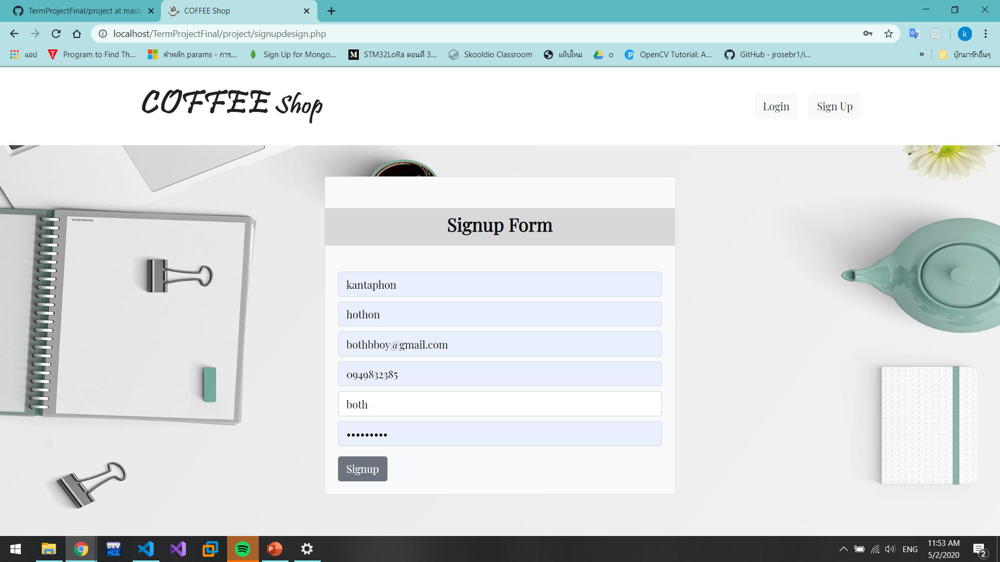 TermProjectFinal/project at maste
COFFEE Shop
localhost/TermProjectFinal/project/signupdesign.php
k
แอป
Program to Find Th...
คำหลัก params - การ...
Sign Up for Mongo...
M
STM32LoRa ตอนที่ 3...
Skooldio Classroom
แท็บใหม่
o
OpenCV Tutorial: A...
GitHub - jrosebr1/i...
»
บุ๊กมาร์กอื่นๆ
COFFEE Shop
Login
Sign Up
YOUR DESIGN
Signup Form
kantaphon
hothon
bothbboy@gmail.com
0949832385
both
•••••••••
Signup
DEV
C++
P
ENG
11:53 AM
5/2/2020
2